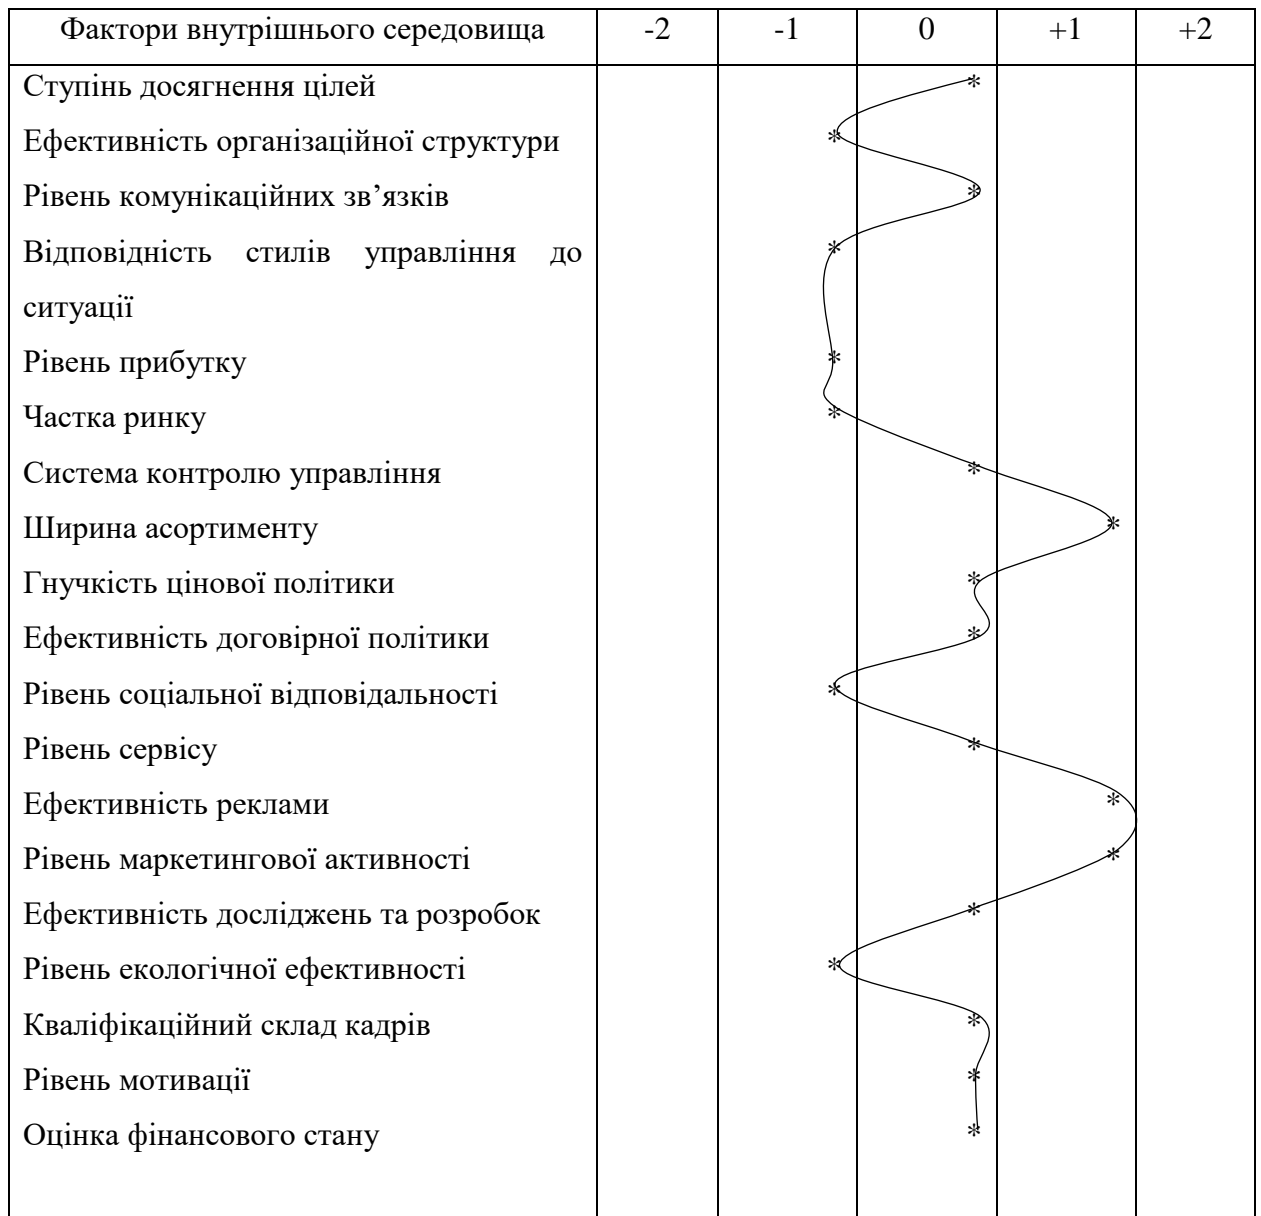 Фактори внутрішнього середовища -2 -1 0 +1 +2
Ступінь досягнення цілей *
Ефективність організаційної структури *
Рівень комунікаційних зв’язків *
Відповідність стилів управління до *
ситуації
Рівень прибутку *
Частка ринку *
Система контролю управління *
Ширина асортименту *
Гнучкість цінової політики *
Ефективність договірної політики *
Рівень соціальної відповідальності *
Рівень сервісу *
Ефективність реклами *
Рівень маркетингової активності *
Ефективність досліджень та розробок *
Рівень екологічної ефективності *
Кваліфікаційний склад кадрів *
Рівень мотивації *
Оцінка фінансового стану *